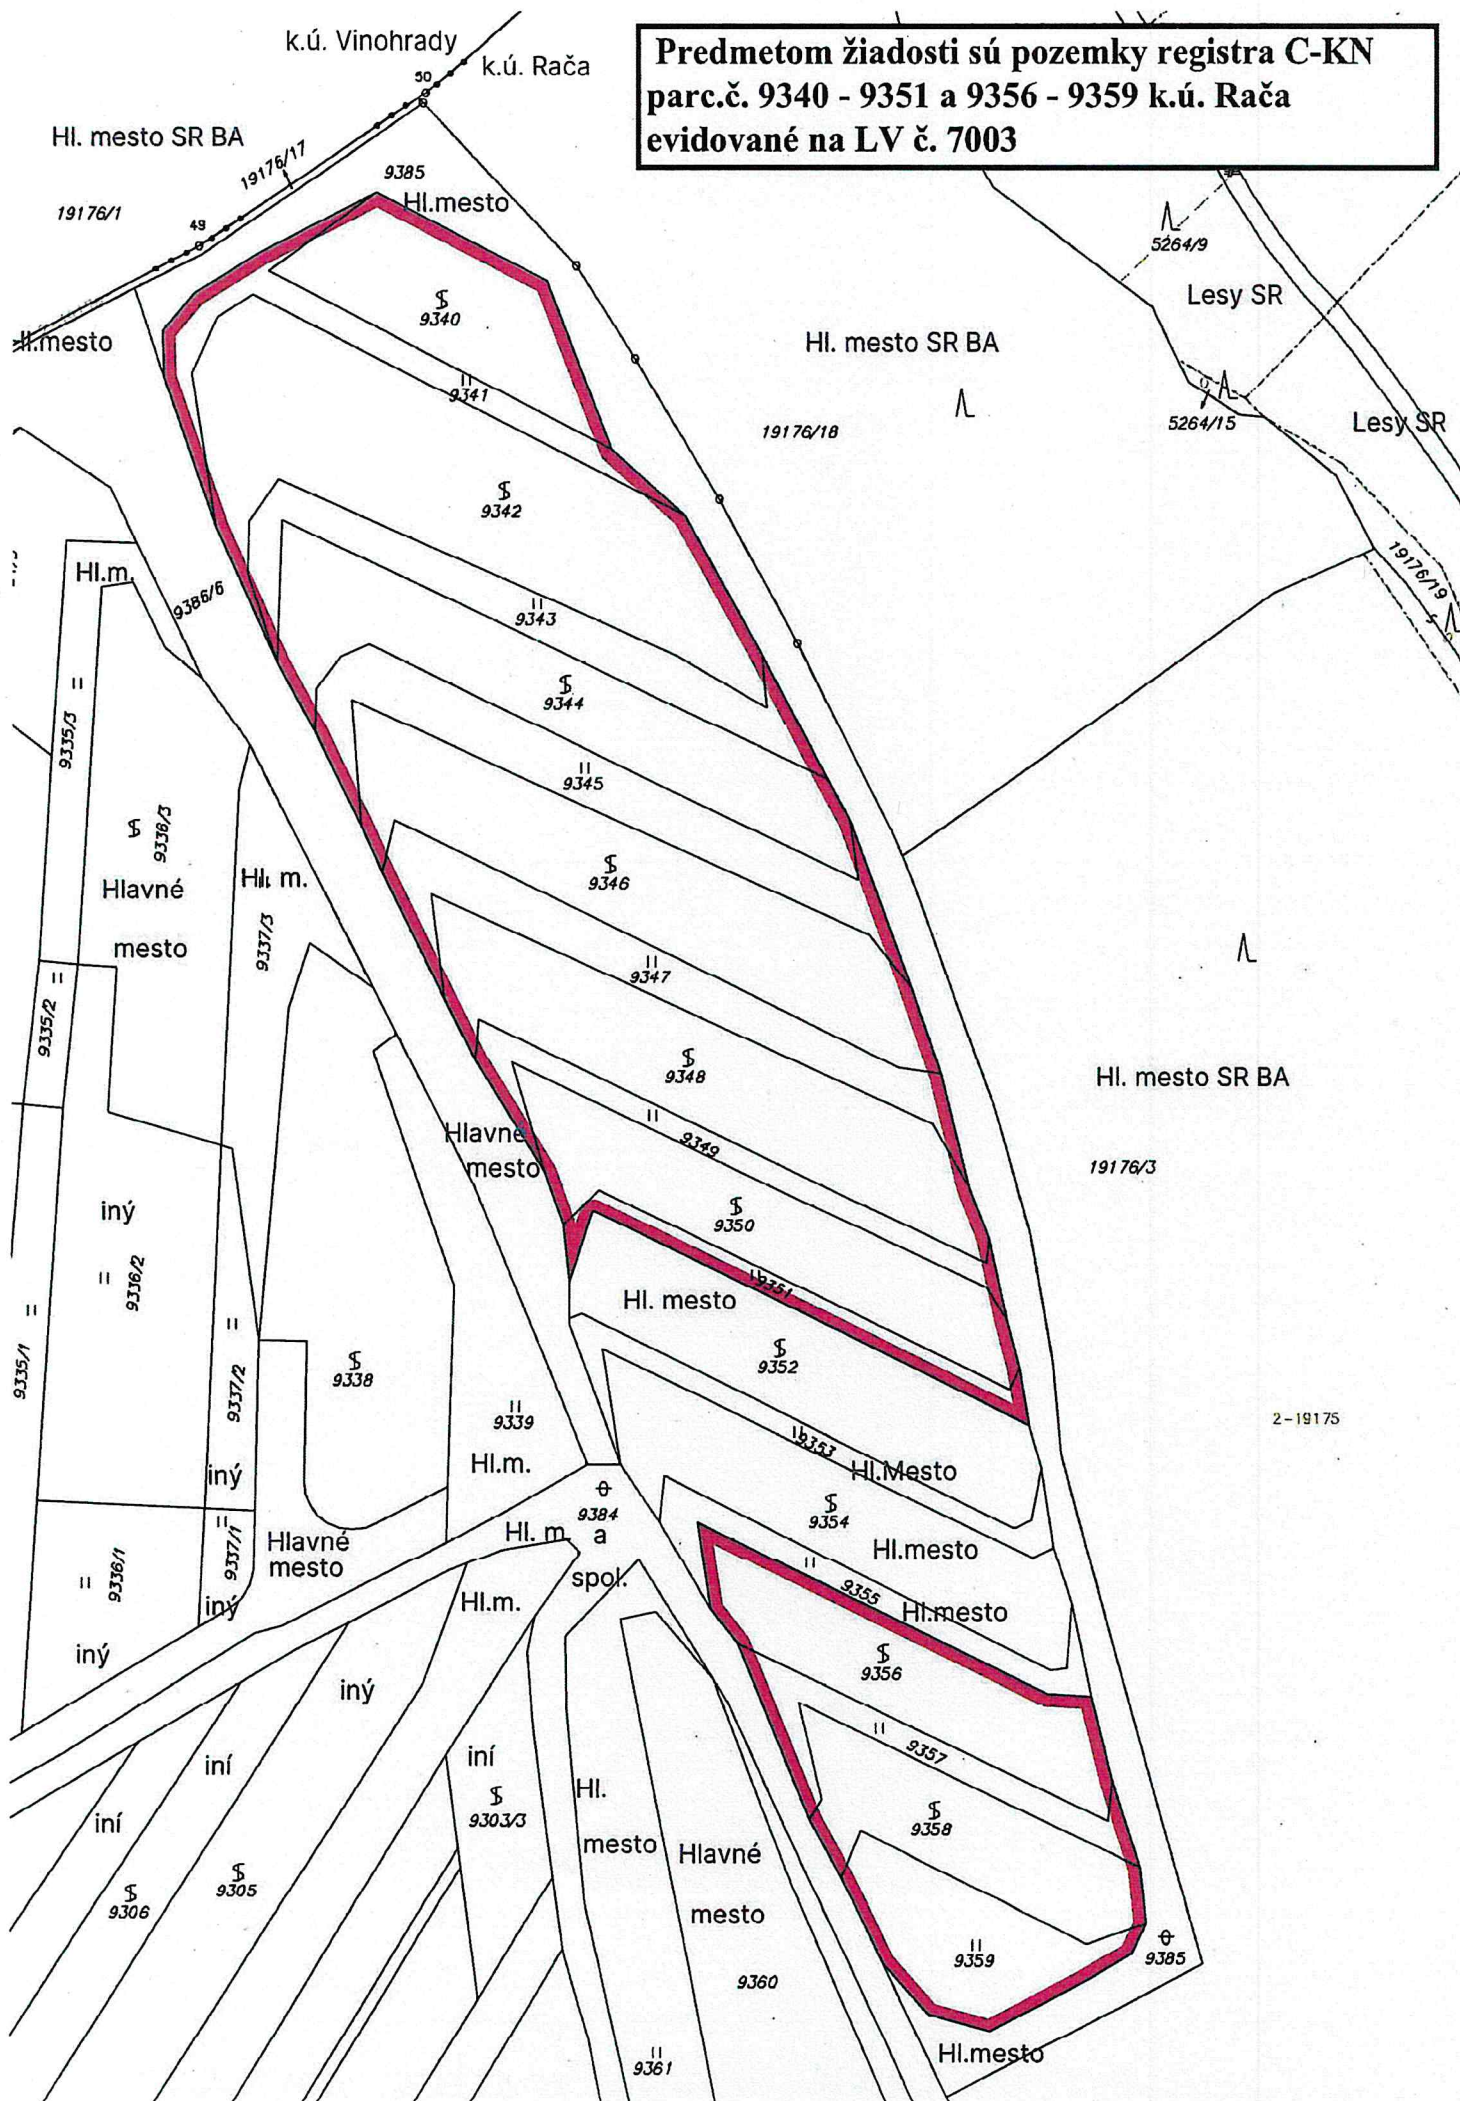 k.ú. Vinohrady
k.ú. Rača
50
Predmetom žiadosti sú pozemky registra C-KN
parc.č. 9340 - 9351 a 9356 - 9359 k.ú. Rača
evidované na LV č. 7003
Hl. mesto SR BA
19176/17
9385
Hl.mesto
19176/1
49
5264/9
Lesy SR
9340
Hl. mesto SR BA
9341
19176/18
5264/15
Lesy SR
9342
19176/19
Hl.m.
9386/6
9343
9344
9335/3
9345
9336/3
Hlavné
mesto
Hl. m.
9337/3
9346
9347
9335/2
9348
Hl. mesto SR BA
Hlavné
mesto
9349
19176/3
iný
9350
9336/2
9351
Hl. mesto
9352
9335/1
9337/2
9338
9339
2-19175
9353
Hl.Mesto
iný
Hl.m.
9384
9354
Hl. m.
a
spol.
Hl.mesto
Hlavné
mesto
9337/1
9336/1
iný
9355
Hl.mesto
Hl.m.
iný
9356
iný
9357
iní
iní
Hl.
mesto
9303/3
9358
iní
Hlavné
mesto
9305
9306
9359
9385
9360
Hl.mesto
9361